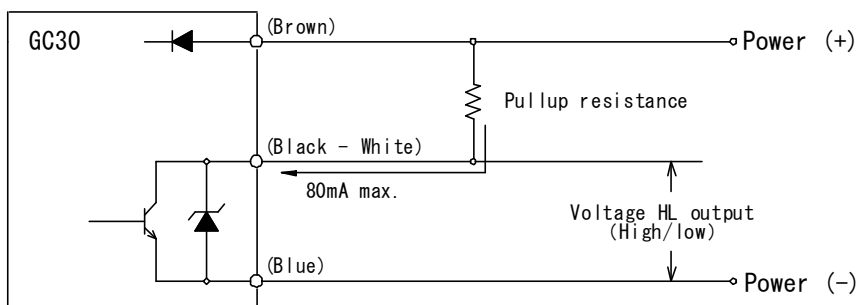 GC30
(Brown)
Power (+)
Pullup resistance
(Black - White)
80mA max.
Voltage HL output
(High/low)
(Blue)
Power (-)